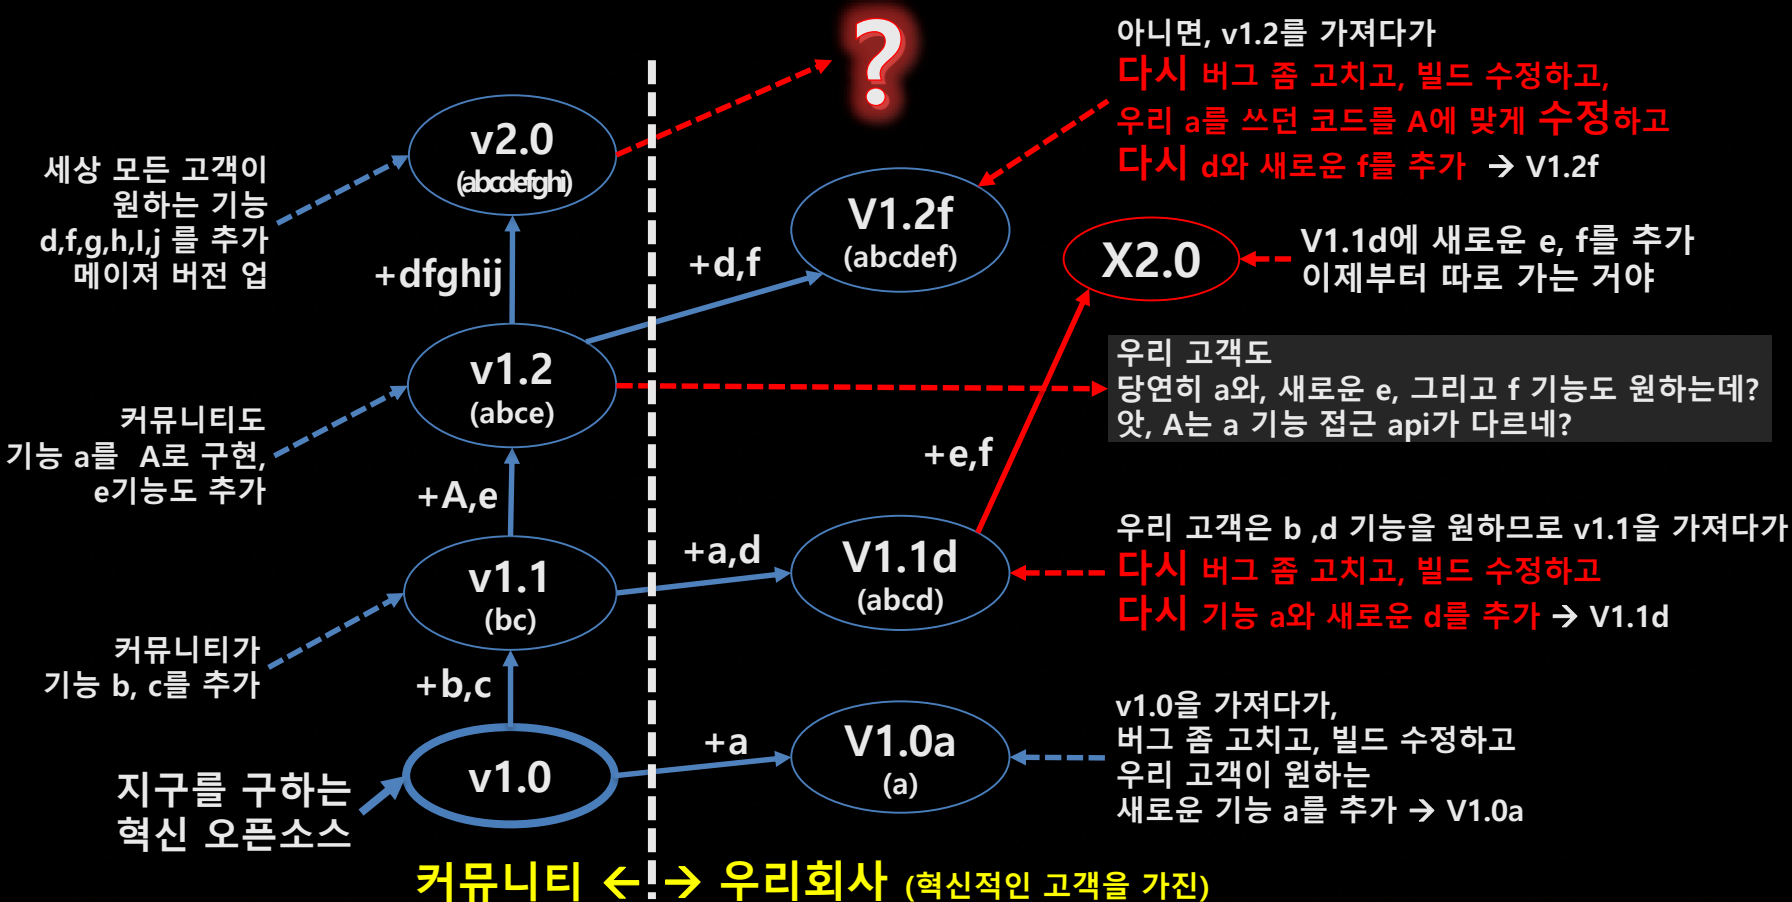 ?
아니면, v1.2를 가져다가
다시 버그 좀 고치고, 빌드 수정하고,
우리 a를 쓰던 코드를 A에 맞게 수정하고
다시 d와 새로운 f를 추가 → V1.2f
v2.0
(abcdefghi)
세상 모든 고객이
원하는 기능
d,f,g,h,I,j 를 추가
메이져 버전 업
+dfghij
+d,f
V1.2f
(abcdef)
X2.0
V1.1d에 새로운 e, f를 추가
이제부터 따로 가는 거야
v1.2
(abce)
우리 고객도
당연히 a와, 새로운 e, 그리고 f 기능도 원하는데?
앗, A는 a 기능 접근 api가 다르네?
커뮤니티도
기능 a를 A로 구현,
e기능도 추가
+A,e
+e,f
v1.1
(bc)
+a,d
V1.1d
(abcd)
우리 고객은 b ,d 기능을 원하므로 v1.1을 가져다가
다시 버그 좀 고치고, 빌드 수정하고
다시 기능 a와 새로운 d를 추가 → V1.1d
커뮤니티가
기능 b, c를 추가
+b,c
v1.0
+a
V1.0a
(a)
v1.0을 가져다가,
버그 좀 고치고, 빌드 수정하고
우리 고객이 원하는
새로운 기능 a를 추가 → V1.0a
지구를 구하는
혁신 오픈소스
커뮤니티 ← → 우리회사 (혁신적인 고객을 가진)